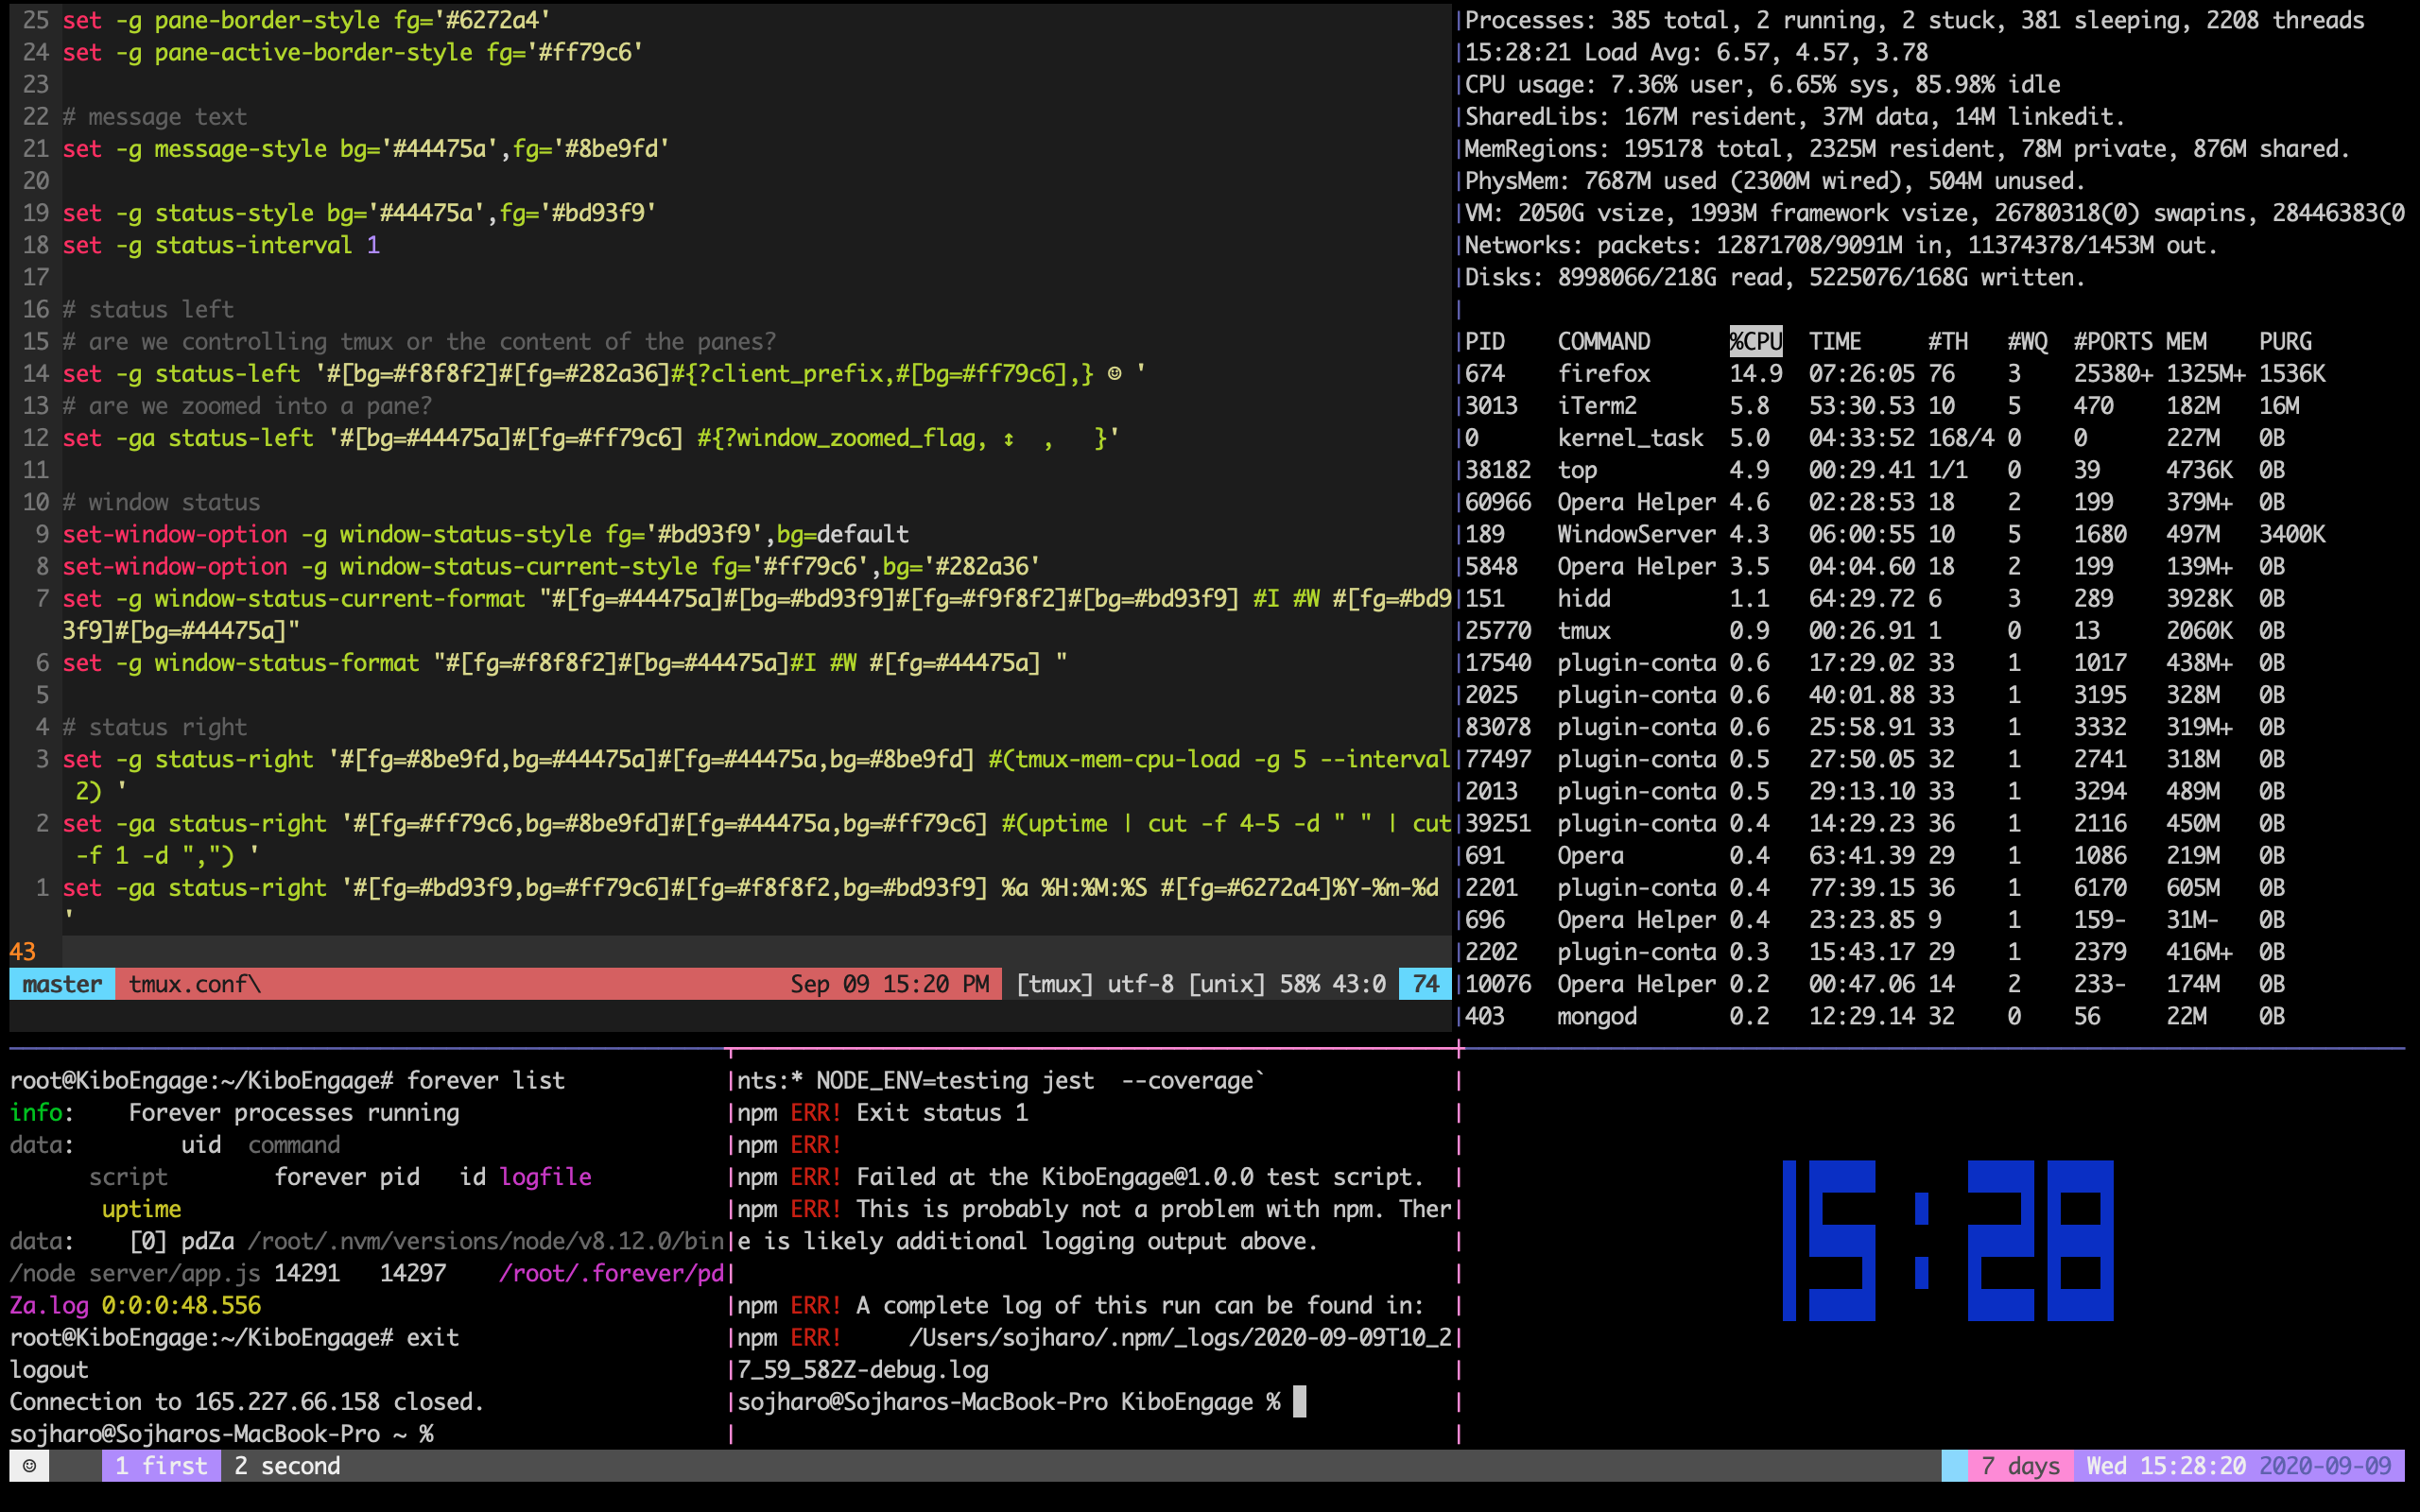 25 set -g pane-border-style fg='#6272a4'
24 set -g pane-active-border-style fg='#ff79c6'
23
22 # message text
21 set -g message-style bg='#44475a',fg='#8be9fd'
20
19 set -g status-style bg='#44475a',fg='#bd93f9'
18 set -g status-interval 1
17
16 # status left
15 # are we controlling tmux or the content of the panes?
14 set -g status-left '#[bg=#f8f8f2]#[fg=#282a36]#{?client_prefix,#[bg=#ff79c6],} ☺ '
13 # are we zoomed into a pane?
12 set -ga status-left '#[bg=#44475a]#[fg=#ff79c6] #{?window_zoomed_flag, ↕  ,   }'
11
10 # window status
9 set-window-option -g window-status-style fg='#bd93f9',bg=default
8 set-window-option -g window-status-current-style fg='#ff79c6',bg='#282a36'
7 set -g window-status-current-format "#[fg=#44475a]#[bg=#bd93f9]#[fg=#f9f8f2]#[bg=#bd93f9] #I #W #[fg=#bd9
3f9]#[bg=#44475a]"
6 set -g window-status-format "#[fg=#f8f8f2]#[bg=#44475a]#I #W #[fg=#44475a] "
5
4 # status right
3 set -g status-right '#[fg=#8be9fd,bg=#44475a]#[fg=#44475a,bg=#8be9fd] #(tmux-mem-cpu-load -g 5 --interval
2) '
2 set -ga status-right '#[fg=#ff79c6,bg=#8be9fd]#[fg=#44475a,bg=#ff79c6] #(uptime | cut -f 4-5 -d " " | cut
-f 1 -d ",") '
1 set -ga status-right '#[fg=#bd93f9,bg=#ff79c6]#[fg=#f8f8f2,bg=#bd93f9] %a %H:%M:%S #[fg=#6272a4]%Y-%m-%d
'
43
master tmux.conf\ Sep 09 15:20 PM [tmux] utf-8 [unix] 58% 43:0 74
Processes: 385 total, 2 running, 2 stuck, 381 sleeping, 2208 threads
15:28:21 Load Avg: 6.57, 4.57, 3.78
CPU usage: 7.36% user, 6.65% sys, 85.98% idle
SharedLibs: 167M resident, 37M data, 14M linkedit.
MemRegions: 195178 total, 2325M resident, 78M private, 876M shared.
PhysMem: 7687M used (2300M wired), 504M unused.
VM: 2050G vsize, 1993M framework vsize, 26780318(0) swapins, 28446383(0
Networks: packets: 12871708/9091M in, 11374378/1453M out.
Disks: 8998066/218G read, 5225076/168G written.
PID COMMAND %CPU TIME #TH #WQ #PORTS MEM PURG
674 firefox 14.9 07:26:05 76 3 25380+ 1325M+ 1536K
3013 iTerm2 5.8 53:30.53 10 5 470 182M 16M
0 kernel_task 5.0 04:33:52 168/4 0 0 227M 0B
38182 top 4.9 00:29.41 1/1 0 39 4736K 0B
60966 Opera Helper 4.6 02:28:53 18 2 199 379M+ 0B
189 WindowServer 4.3 06:00:55 10 5 1680 497M 3400K
5848 Opera Helper 3.5 04:04.60 18 2 199 139M+ 0B
151 hidd 1.1 64:29.72 6 3 289 3928K 0B
25770 tmux 0.9 00:26.91 1 0 13 2060K 0B
17540 plugin-conta 0.6 17:29.02 33 1 1017 438M+ 0B
2025 plugin-conta 0.6 40:01.88 33 1 3195 328M 0B
83078 plugin-conta 0.6 25:58.91 33 1 3332 319M+ 0B
77497 plugin-conta 0.5 27:50.05 32 1 2741 318M 0B
2013 plugin-conta 0.5 29:13.10 33 1 3294 489M 0B
39251 plugin-conta 0.4 14:29.23 36 1 2116 450M 0B
691 Opera 0.4 63:41.39 29 1 1086 219M 0B
2201 plugin-conta 0.4 77:39.15 36 1 6170 605M 0B
696 Opera Helper 0.4 23:23.85 9 1 159- 31M- 0B
2202 plugin-conta 0.3 15:43.17 29 1 2379 416M+ 0B
10076 Opera Helper 0.2 00:47.06 14 2 233- 174M 0B
403 mongod 0.2 12:29.14 32 0 56 22M 0B
root@KiboEngage:~/KiboEngage# forever list
info: Forever processes running
data: uid command
script forever pid id logfile
uptime
data: [0] pdZa /root/.nvm/versions/node/v8.12.0/bin
/node server/app.js 14291 14297 /root/.forever/pd
Za.log 0:0:0:48.556
root@KiboEngage:~/KiboEngage# exit
logout
Connection to 165.227.66.158 closed.
sojharo@Sojharos-MacBook-Pro ~ %
nts:* NODE_ENV=testing jest  --coverage`
npm ERR! Exit status 1
npm ERR!
npm ERR! Failed at the KiboEngage@1.0.0 test script.
npm ERR! This is probably not a problem with npm. Ther
e is likely additional logging output above.
npm ERR! A complete log of this run can be found in:
npm ERR! /Users/sojharo/.npm/_logs/2020-09-09T10_2
7_59_582Z-debug.log
sojharo@Sojharos-MacBook-Pro KiboEngage %
15:28
☺ 1 first 2 second 7 days Wed 15:28:20 2020-09-09